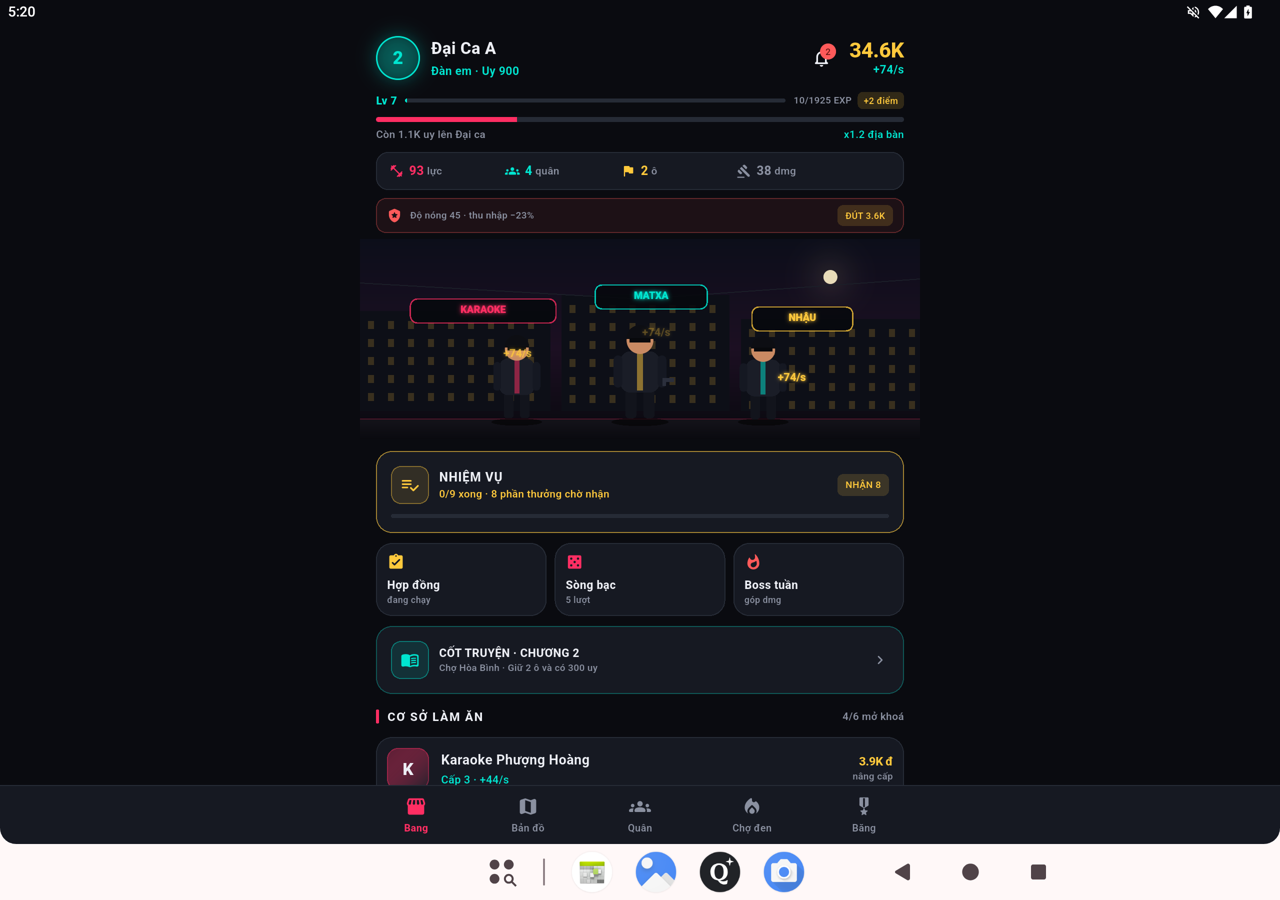 5:20
2
Đại Ca A
Đàn em · Uy 900
2
34.6K
+74/s
Lv 7
10/1925 EXP
+2 điểm
Còn 1.1K uy lên Đại ca
x1.2 địa bàn
93 lực
4 quân
2 ô
38 dmg
Độ nóng 45 · thu nhập −23%
ĐÚT 3.6K
KARAOKE
MATXA
NHẬU
+74/s
+74/s
+74/s
NHIỆM VỤ
0/9 xong · 8 phần thưởng chờ nhận
NHẬN 8
Hợp đồng
đang chạy
Sòng bạc
5 lượt
Boss tuần
góp dmg
CỐT TRUYỆN · CHƯƠNG 2
Chợ Hòa Bình · Giữ 2 ô và có 300 uy
CƠ SỞ LÀM ĂN
4/6 mở khoá
K
Karaoke Phượng Hoàng
Cấp 3 · +44/s
3.9K đ
nâng cấp
Bang
Bản đồ
Quân
Chợ đen
Bảng
Q